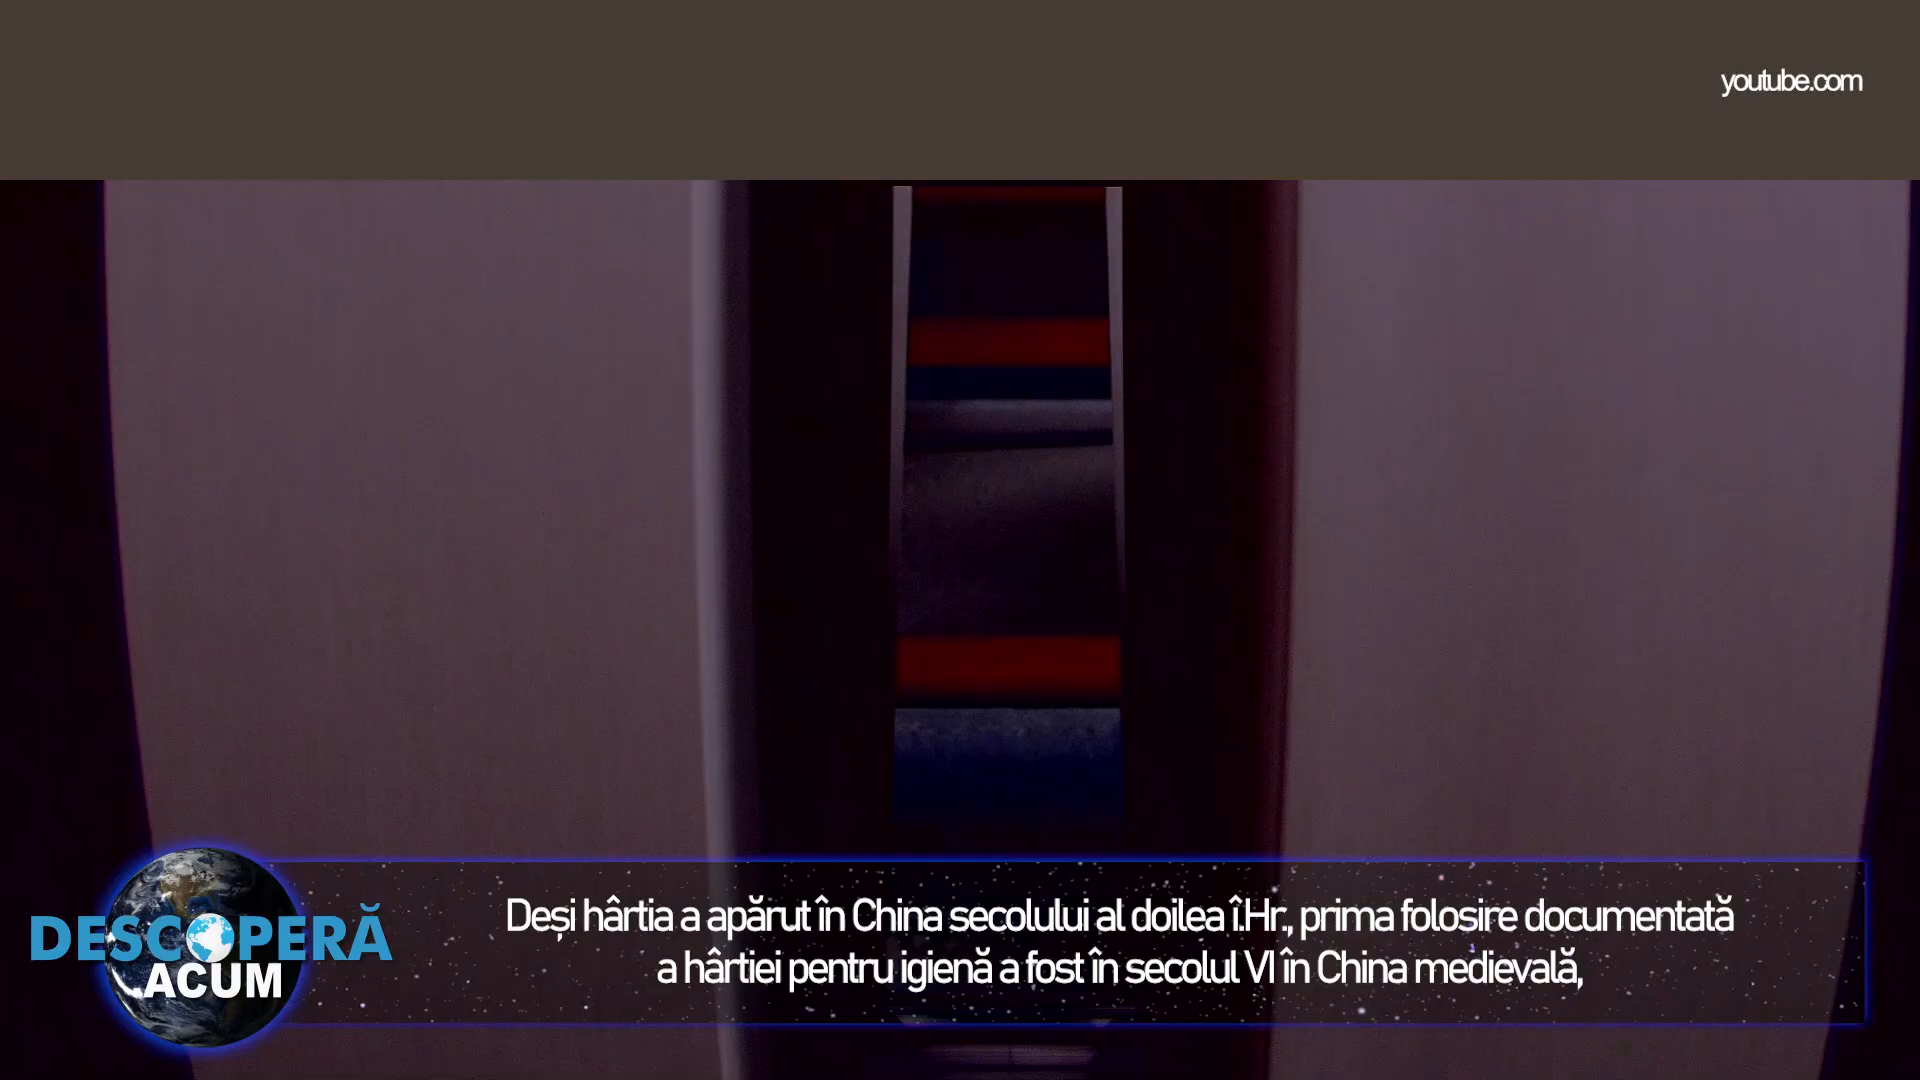 youtube.com
Deși hârtia a apărut în China secolului al doilea î.Hr., prima folosire documentată
a hârtiei pentru igienă a fost în secolul VI în China medievală,
DESCOPERĂ
ACUM